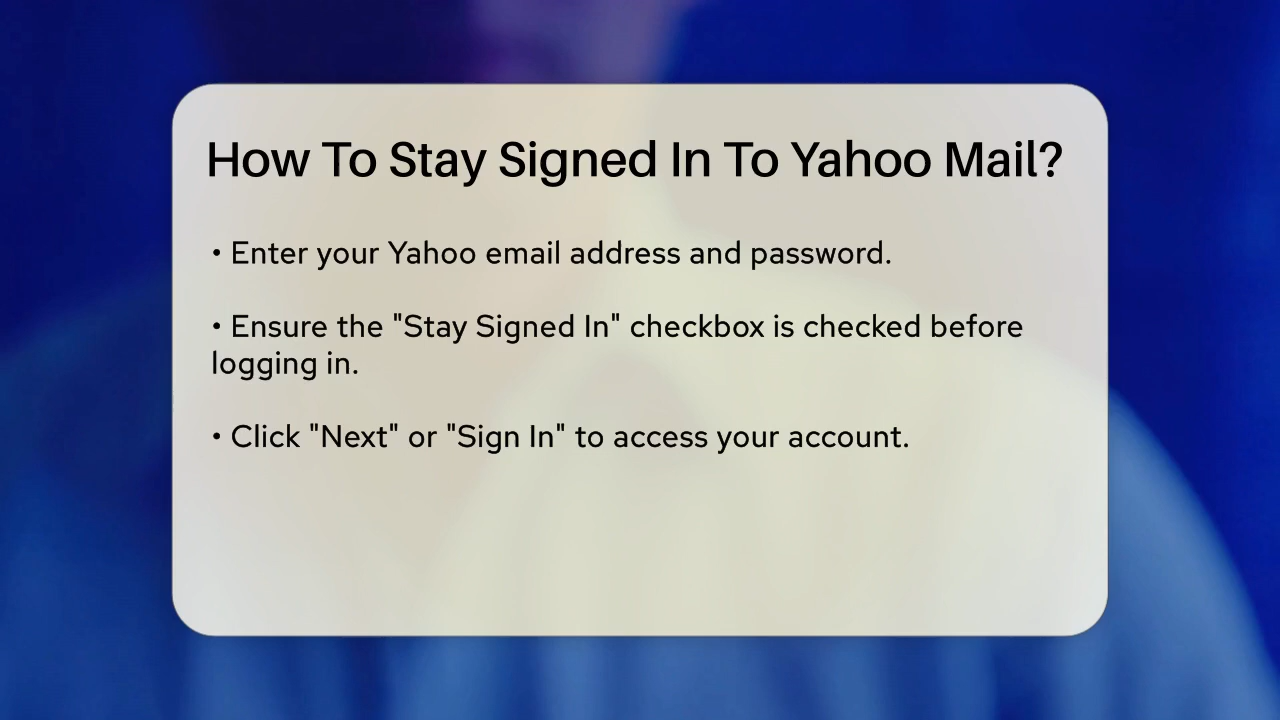 How To Stay Signed In To Yahoo Mail?
• Enter your Yahoo email address and password.
• Ensure the "Stay Signed In" checkbox is checked before
logging in.
• Click "Next" or "Sign In" to access your account.